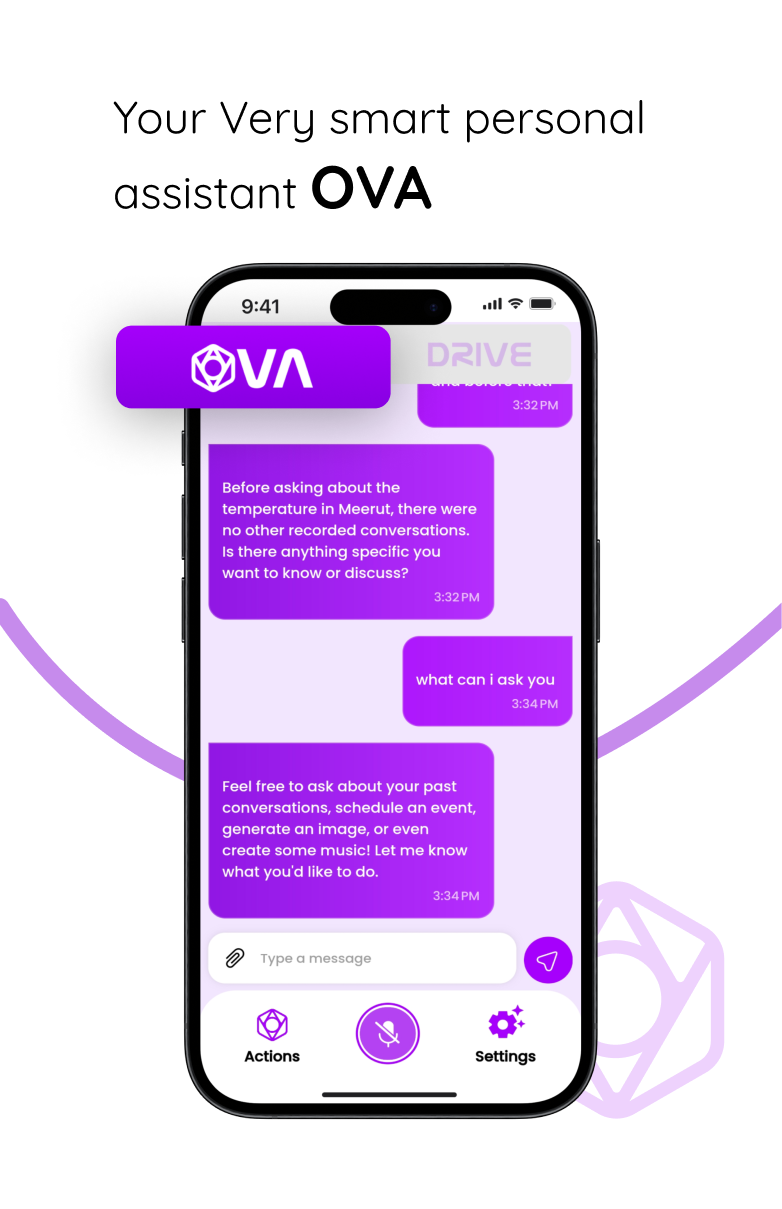 Your Very smart personal
assistant OVA
9:41
OVA
DRIVE
and before that?
3:32 PM
Before asking about the
temperature in Meerut, there were
no other recorded conversations.
Is there anything specific you
want to know or discuss?
3:32 PM
what can i ask you
3:34 PM
Feel free to ask about your past
conversations, schedule an event,
generate an image, or even
create some music! Let me know
what you'd like to do.
3:34 PM
Type a message
Actions
Settings